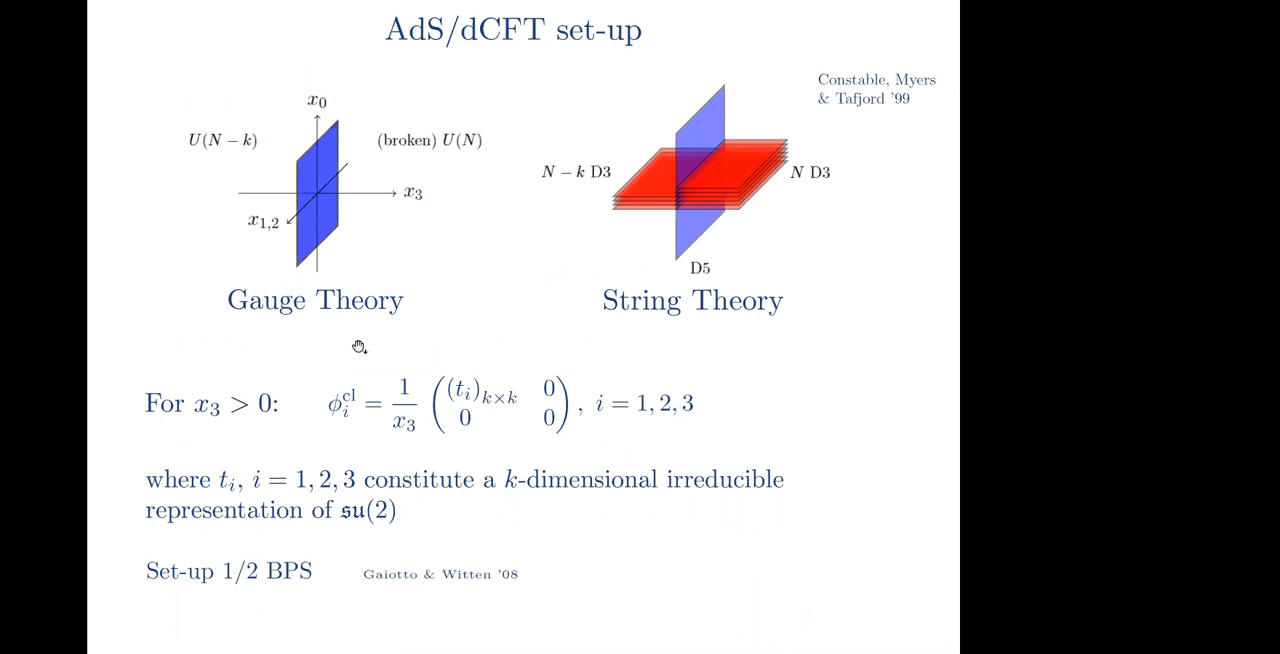 AdS/dCFT set-up
Constable, Myers
& Tafjord '99
x₀
U(N − k)
(broken) U(N)
x₃
x₁,₂
Gauge Theory
N − k D3
N D3
D5
String Theory
For x₃ > 0: φᵢᶜˡ = 1/x₃ ( (tᵢ)ₖ×ₖ 0 ; 0 0 ) , i = 1, 2, 3
where tᵢ, i = 1, 2, 3 constitute a k-dimensional irreducible
representation of 𝔰𝔲(2)
Set-up 1/2 BPS Gaiotto & Witten '08